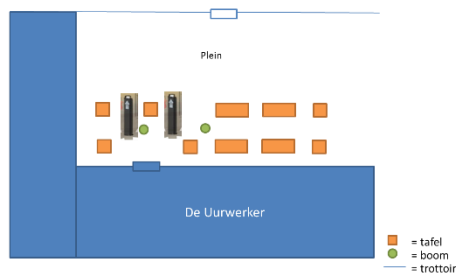 Plein
De Uurwerker
= tafel
= boom
= trottoir